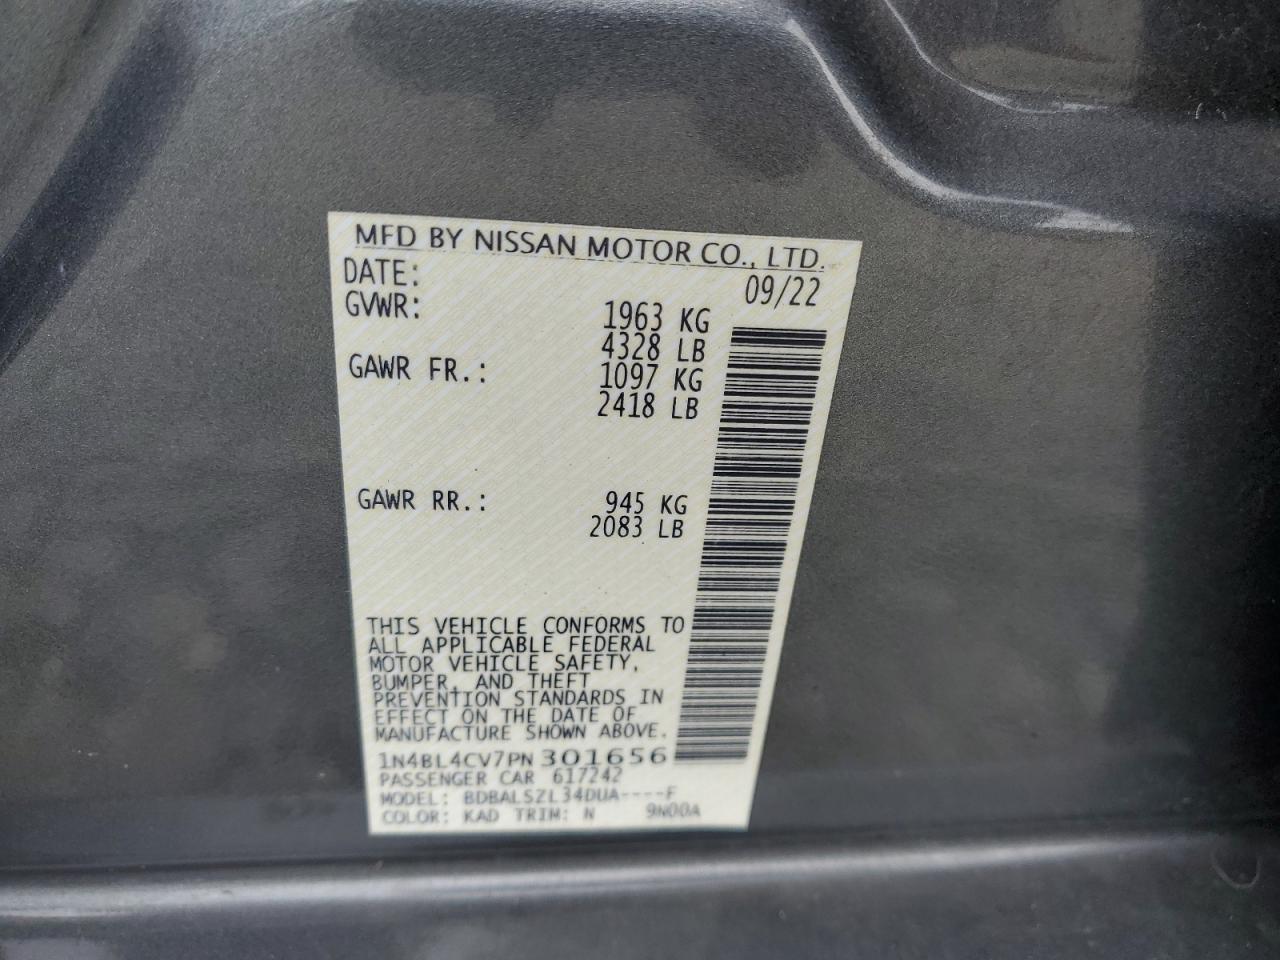 MFD BY NISSAN MOTOR CO., LTD.
DATE: 09/22
GVWR: 1963 KG
4328 LB
GAWR FR.: 1097 KG
2418 LB
GAWR RR.: 945 KG
2083 LB
THIS VEHICLE CONFORMS TO
ALL APPLICABLE FEDERAL
MOTOR VEHICLE SAFETY,
BUMPER, AND THEFT
PREVENTION STANDARDS IN
EFFECT ON THE DATE OF
MANUFACTURE SHOWN ABOVE.
1N4BL4CV7PN301656
PASSENGER CAR 617242
MODEL: BDBALSZL34DUA----F
COLOR: KAD TRIM: N 9N00A